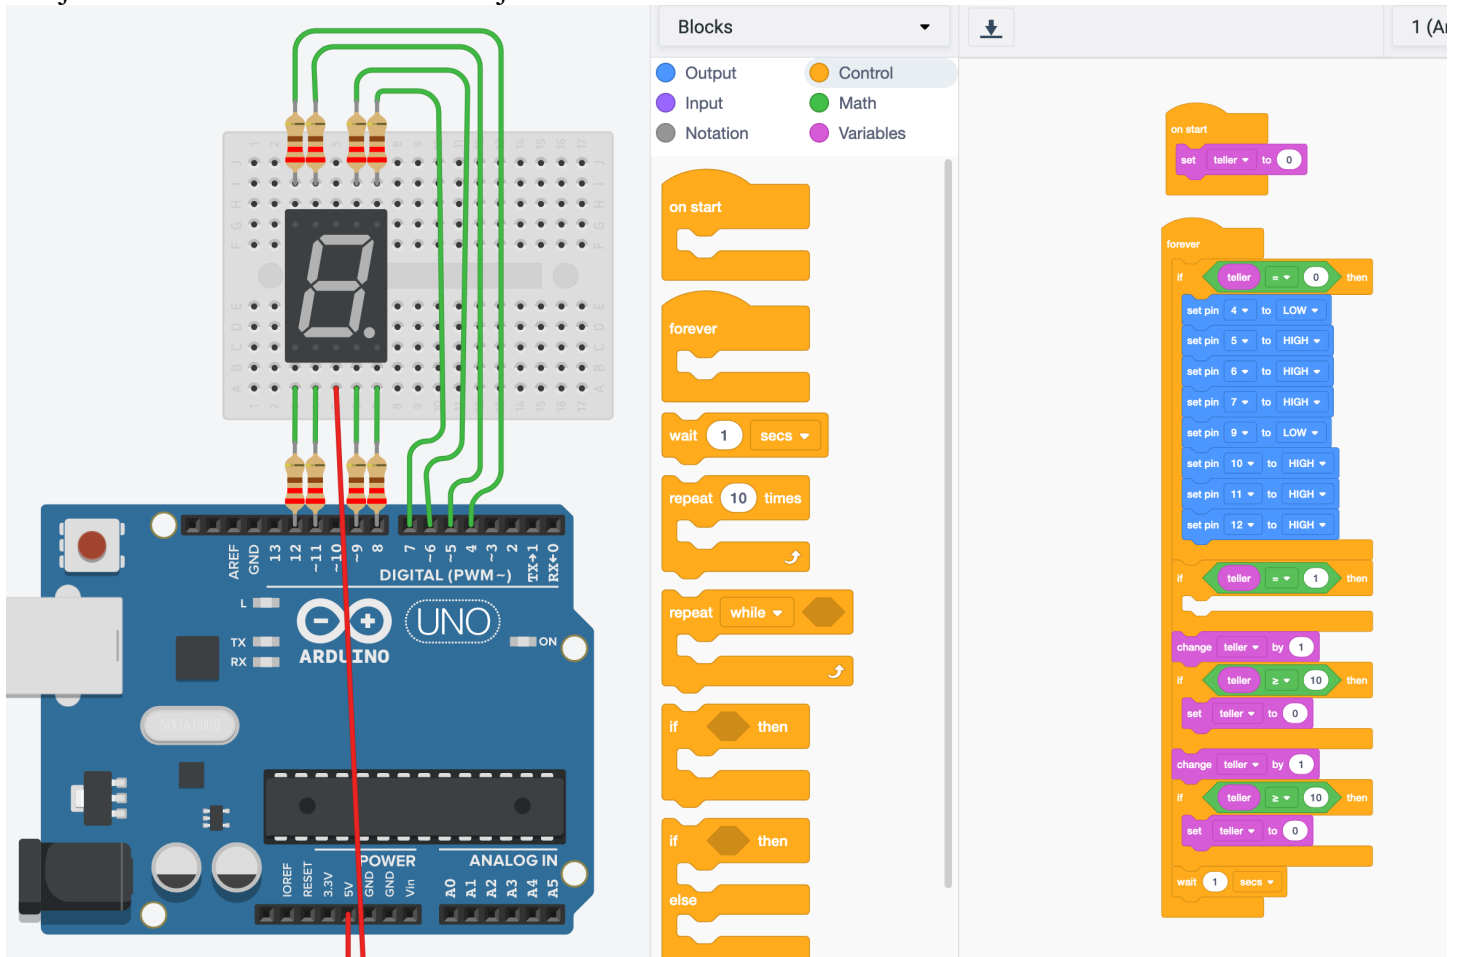 Blocks
1 (Ar
Output
Control
Input
Math
Notation
Variables
on start
forever
wait 1 secs
repeat 10 times
repeat while
if then
if then
else
on start
set teller to 0
forever
if teller = 0 then
set pin 4 to LOW
set pin 5 to HIGH
set pin 6 to HIGH
set pin 7 to HIGH
set pin 9 to LOW
set pin 10 to HIGH
set pin 11 to HIGH
set pin 12 to HIGH
if teller = 1 then
change teller by 1
if teller ≥ 10 then
set teller to 0
change teller by 1
if teller ≥ 10 then
set teller to 0
wait 1 secs
AREF
GND
13
12
~11
~10
~9
8
7
~6
~5
4
~3
2
TX→1
RX←0
DIGITAL (PWM~)
L
TX
RX
ARDUINO
UNO
ON
IOREF
RESET
3.3V
5V
GND
GND
Vin
POWER
ANALOG IN
A0
A1
A2
A3
A4
A5